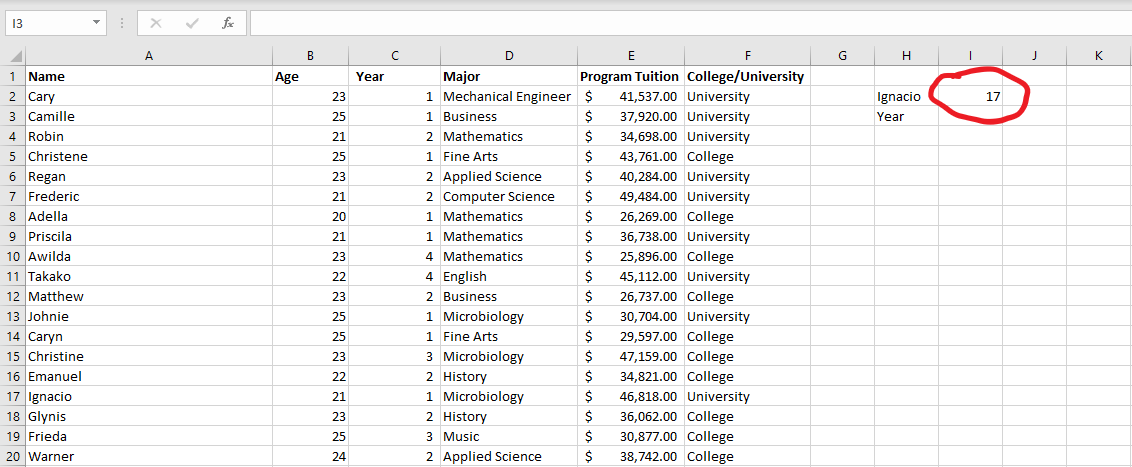 I3 fx
A B C D E F G H I J K
1 Name Age Year Major Program Tuition College/University
2 Cary 23 1 Mechanical Engineer $ 41,537.00 University Ignacio 17
3 Camille 25 1 Business $ 37,920.00 University Year
4 Robin 21 2 Mathematics $ 34,698.00 University
5 Christene 25 1 Fine Arts $ 43,761.00 College
6 Regan 23 2 Applied Science $ 40,284.00 University
7 Frederic 21 2 Computer Science $ 49,484.00 University
8 Adella 20 1 Mathematics $ 26,269.00 College
9 Priscila 21 1 Mathematics $ 36,738.00 University
10 Awilda 23 4 Mathematics $ 25,896.00 College
11 Takako 22 4 English $ 45,112.00 University
12 Matthew 23 2 Business $ 26,737.00 College
13 Johnie 25 1 Microbiology $ 30,704.00 University
14 Caryn 25 1 Fine Arts $ 29,597.00 College
15 Christine 23 3 Microbiology $ 47,159.00 College
16 Emanuel 22 2 History $ 34,821.00 College
17 Ignacio 21 1 Microbiology $ 46,818.00 University
18 Glynis 23 2 History $ 36,062.00 College
19 Frieda 25 3 Music $ 30,877.00 College
20 Warner 24 2 Applied Science $ 38,742.00 College